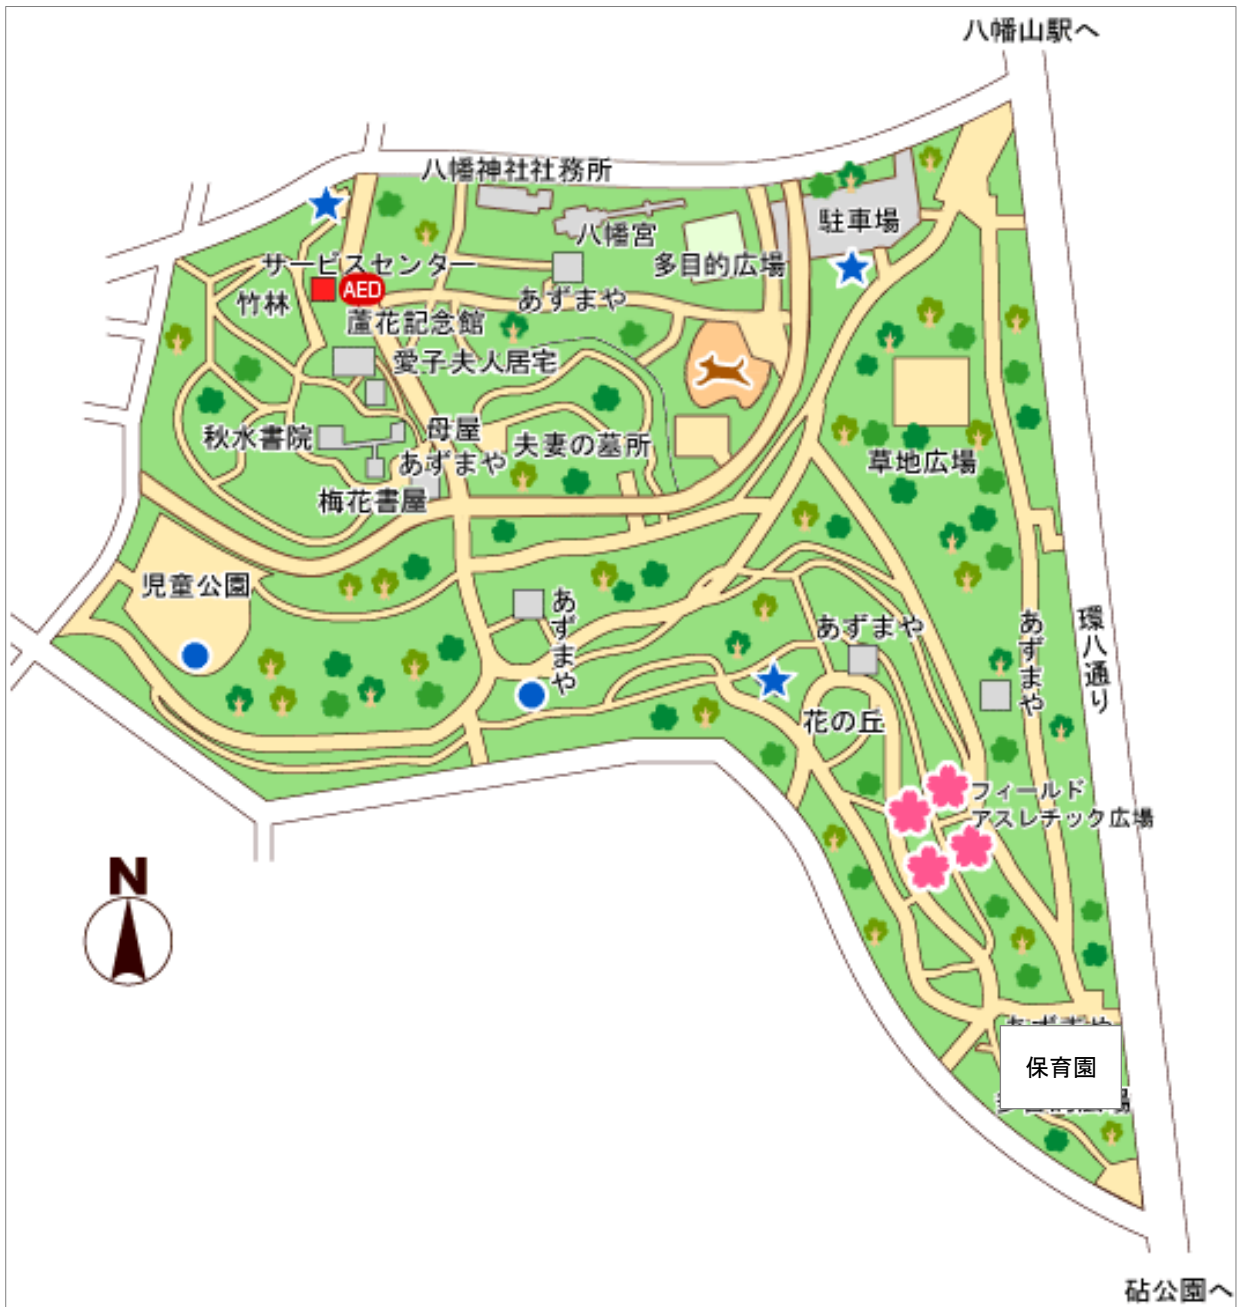 八幡山駅へ
八幡神社社務所
八幡宮
駐車場
サービスセンター
多目的広場
AED
竹林
あずまや
蘆花記念館
愛子夫人居宅
秋水書院
母屋
夫妻の墓所
あずまや
草地広場
梅花書屋
児童公園
あずまや
あずまや
あずまや
環八通り
花の丘
フィールド
アスレチック広場
N
保育園
砧公園へ